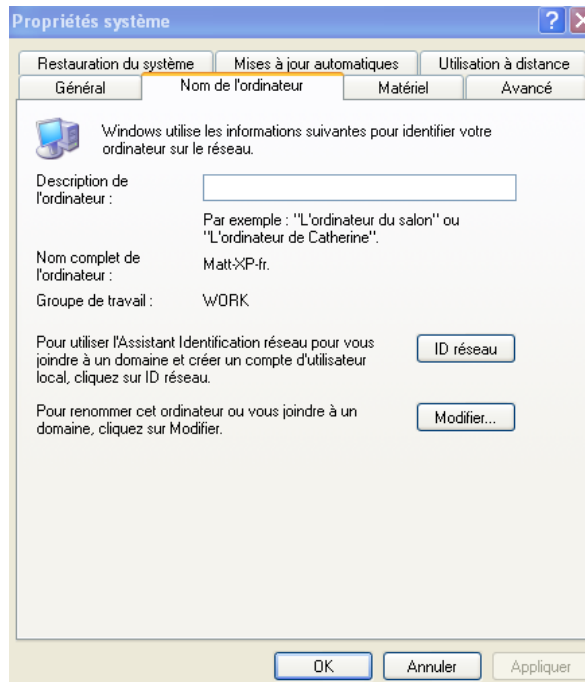 Propriétés système
Restauration du système
Mises à jour automatiques
Utilisation à distance
Général
Nom de l'ordinateur
Matériel
Avancé
Windows utilise les informations suivantes pour identifier votre
ordinateur sur le réseau.
Description de
l'ordinateur :
Par exemple : "L'ordinateur du salon" ou
"L'ordinateur de Catherine".
Nom complet de
l'ordinateur :
Matt-XP-fr.
Groupe de travail :
WORK
Pour utiliser l'Assistant Identification réseau pour vous
joindre à un domaine et créer un compte d'utilisateur
local, cliquez sur ID réseau.
ID réseau
Pour renommer cet ordinateur ou vous joindre à un
domaine, cliquez sur Modifier.
Modifier...
OK
Annuler
Appliquer